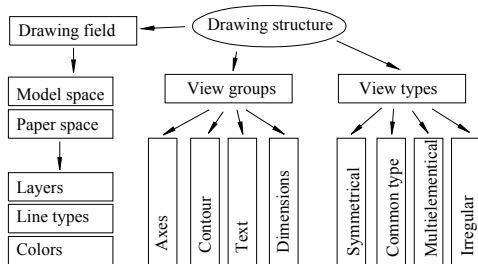 Drawing structure
Drawing field
Model space
Paper space
Layers
Line types
Colors
View groups
Axes
Contour
Text
Dimensions
View types
Symmetrical
Common type
Multielementical
Irregular